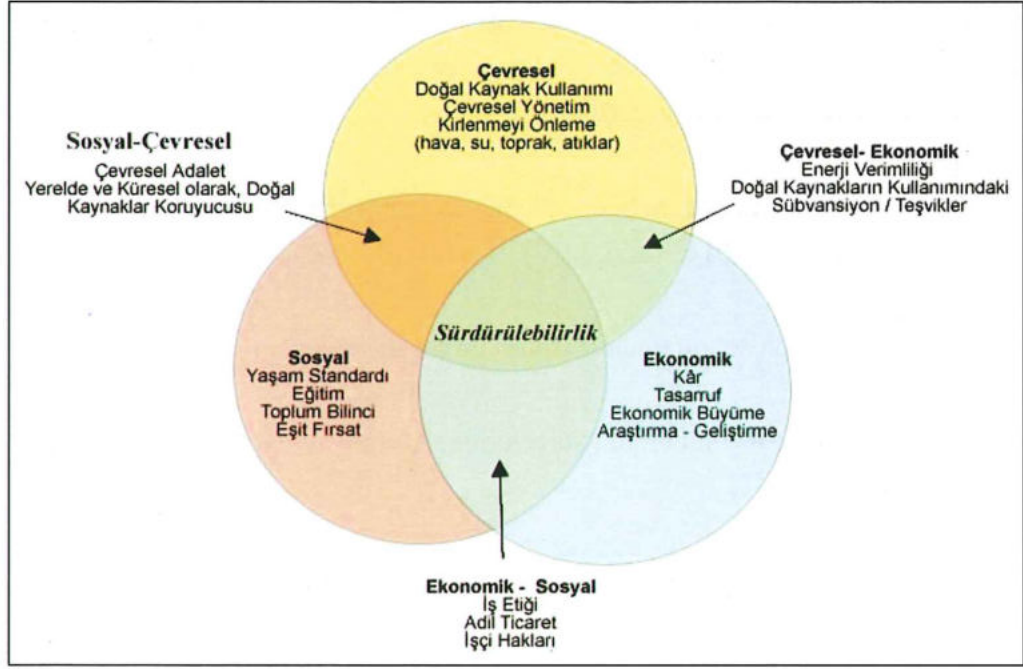 Çevresel
Doğal Kaynak Kullanımı
Çevresel Yönetim
Kirlenmeyi Önleme
(hava, su, toprak, atıklar)
Sosyal-Çevresel
Çevresel Adalet
Yerelde ve Küresel olarak, Doğal
Kaynaklar Koruyucusu
Çevresel- Ekonomik
Enerji Verimliliği
Doğal Kaynakların Kullanımındaki
Sübvansiyon / Teşvikler
Sürdürülebilirlik
Sosyal
Yaşam Standardı
Eğitim
Toplum Bilinci
Eşit Fırsat
Ekonomik
Kâr
Tasarruf
Ekonomik Büyüme
Araştırma - Geliştirme
Ekonomik - Sosyal
İş Etiği
Adil Ticaret
İşçi Hakları